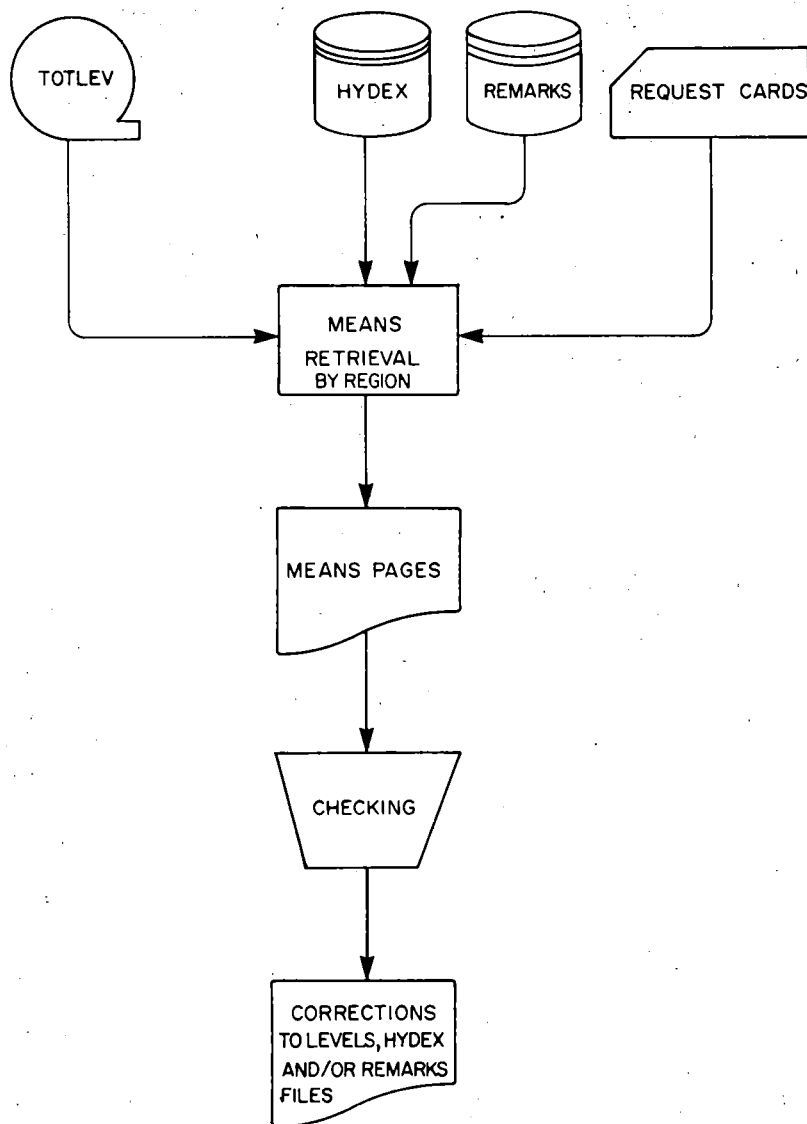 TOTLEV
HYDEX
REMARKS
REQUEST CARDS
MEANS
RETRIEVAL
BY REGION
MEANS PAGES
CHECKING
CORRECTIONS
TO LEVELS, HYDEX
AND/OR REMARKS
FILES